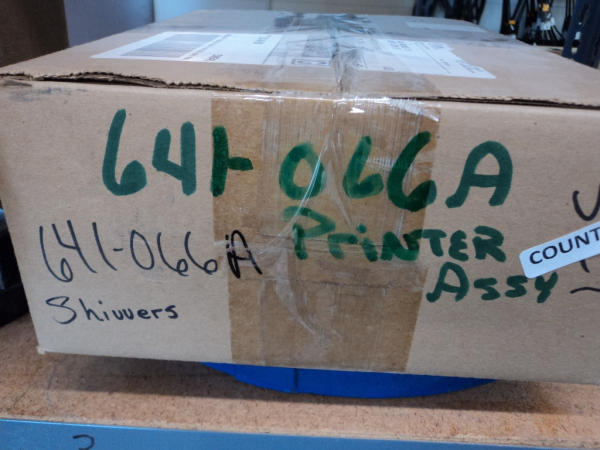 641-066A
PRINTER
ASSY
641-066A
Shivvers
COUNT